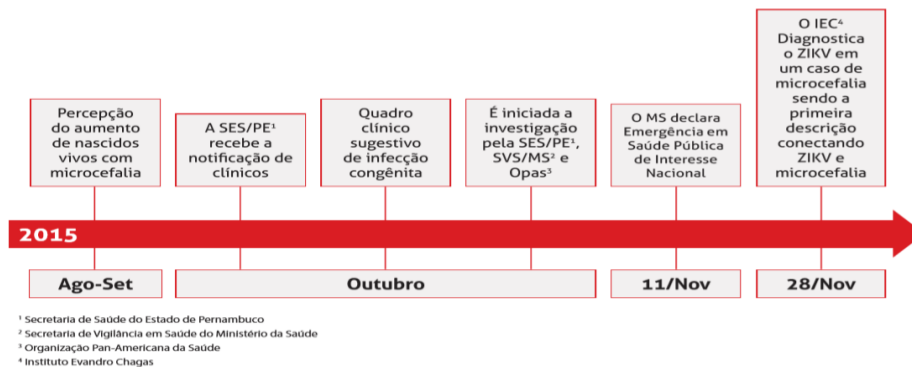 Percepção
do aumento
de nascidos
vivos com
microcefalia
A SES/PE¹
recebe a
notificação de
clínicos
Quadro
clínico
sugestivo
de infecção
congênita
É iniciada a
investigação
pela SES/PE¹,
SVS/MS² e
Opas³
O MS declara
Emergência em
Saúde Pública
de Interesse
Nacional
O IEC⁴
Diagnostica
o ZIKV em
um caso de
microcefalia
sendo a
primeira
descrição
conectando
ZIKV e
microcefalia
2015
Ago-Set
Outubro
11/Nov
28/Nov
¹ Secretaria de Saúde do Estado de Pernambuco
² Secretaria de Vigilância em Saúde do Ministério da Saúde
³ Organização Pan-Americana da Saúde
⁴ Instituto Evandro Chagas